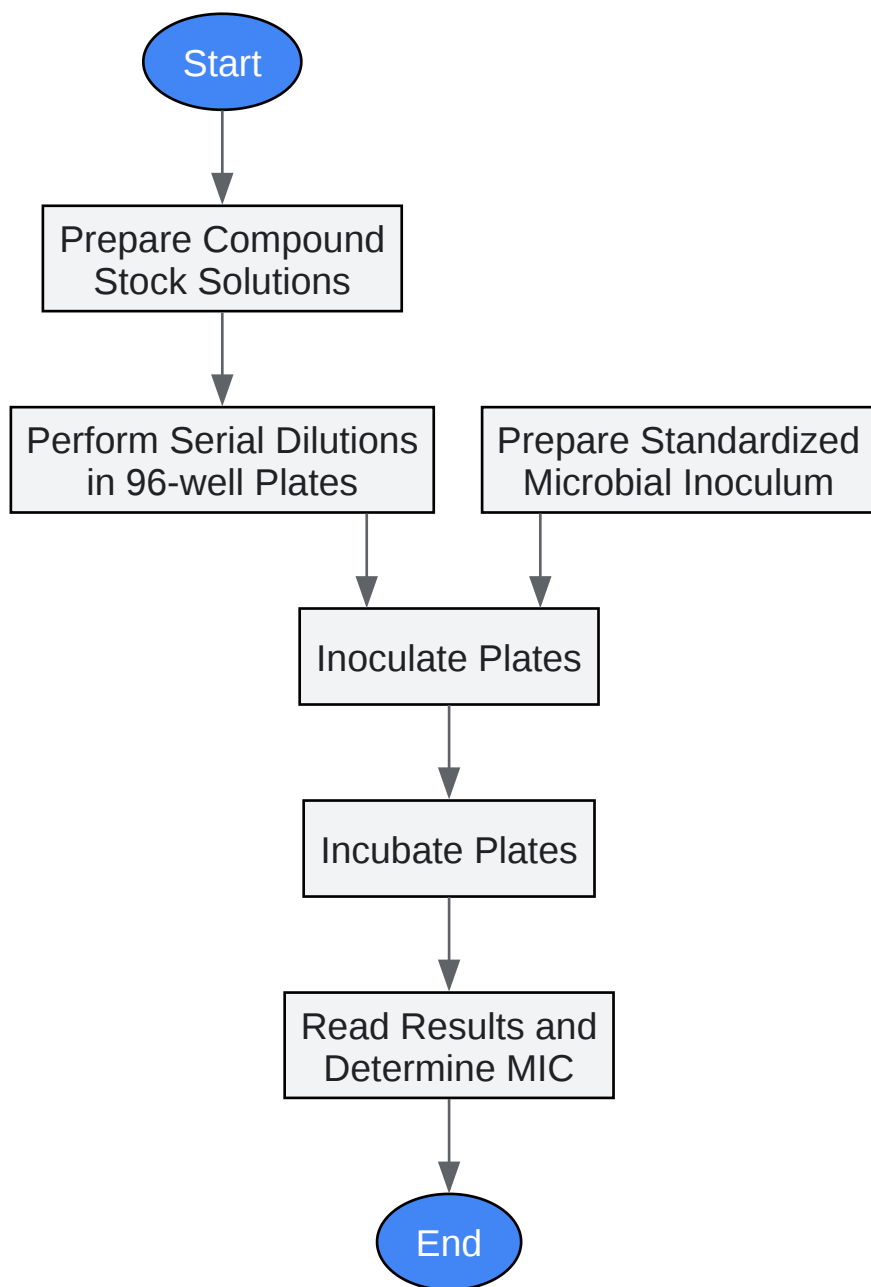 Start
Prepare Compound
Stock Solutions
Perform Serial Dilutions
in 96-well Plates
Prepare Standardized
Microbial Inoculum
Inoculate Plates
Incubate Plates
Read Results and
Determine MIC
End